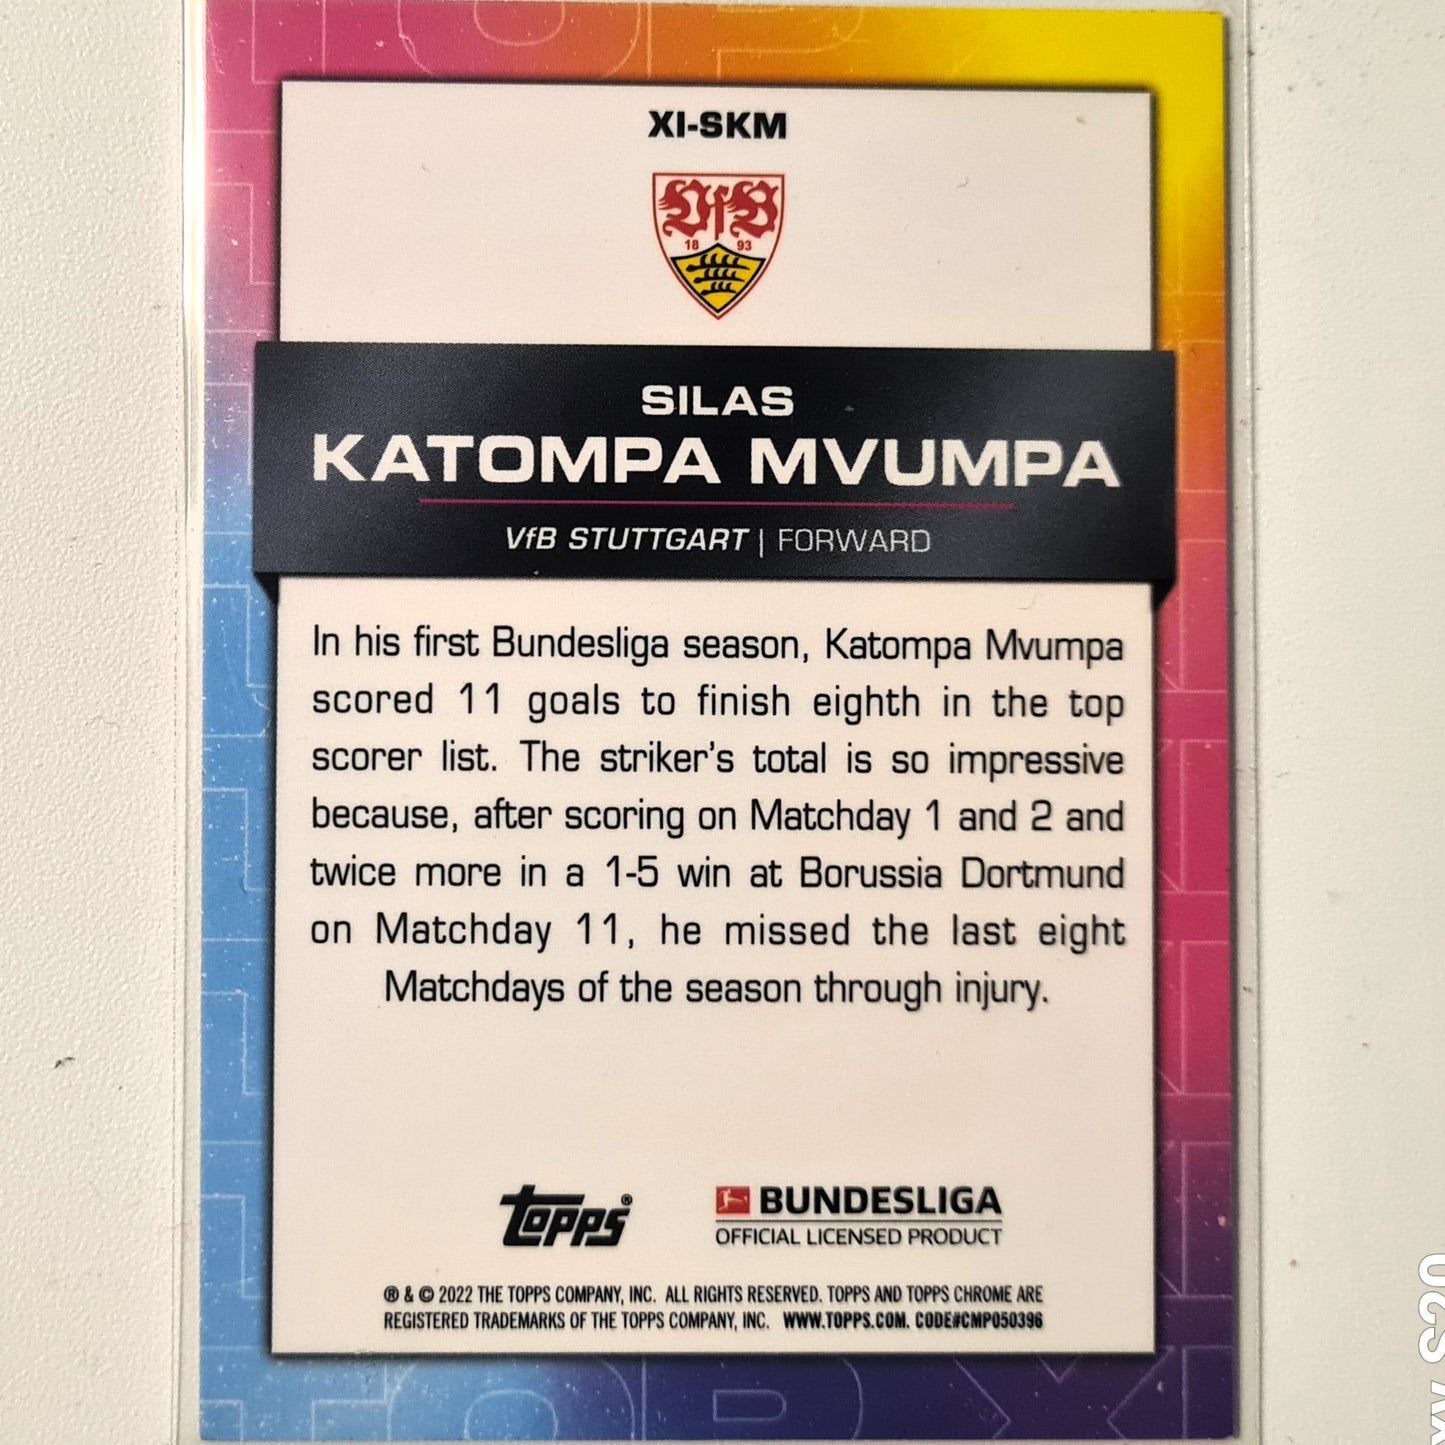 TOP
XI-SKM
VfB
18 93
SILAS
KATOMPA MVUMPA
VfB STUTTGART | FORWARD
In his first Bundesliga season, Katompa Mvumpa
scored 11 goals to finish eighth in the top
scorer list. The striker's total is so impressive
because, after scoring on Matchday 1 and 2 and
twice more in a 1-5 win at Borussia Dortmund
on Matchday 11, he missed the last eight
Matchdays of the season through injury.
topps®
BUNDESLIGA
OFFICIAL LICENSED PRODUCT
® & © 2022 THE TOPPS COMPANY, INC. ALL RIGHTS RESERVED. TOPPS AND TOPPS CHROME ARE
REGISTERED TRADEMARKS OF THE TOPPS COMPANY, INC. WWW.TOPPS.COM. CODE#CMP050396
TOP XI